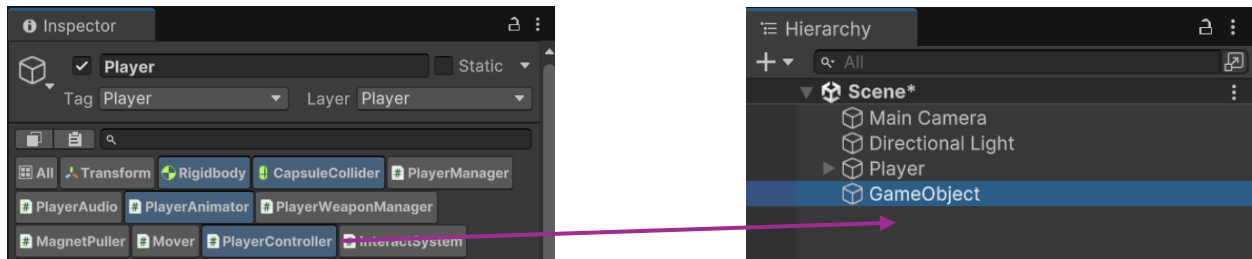 Inspector
Player
Static
Tag Player Layer Player
All Transform Rigidbody CapsuleCollider PlayerManager
PlayerAudio PlayerAnimator PlayerWeaponManager
MagnetPuller Mover PlayerController InteractSystem
Hierarchy
All
Scene*
Main Camera
Directional Light
Player
GameObject